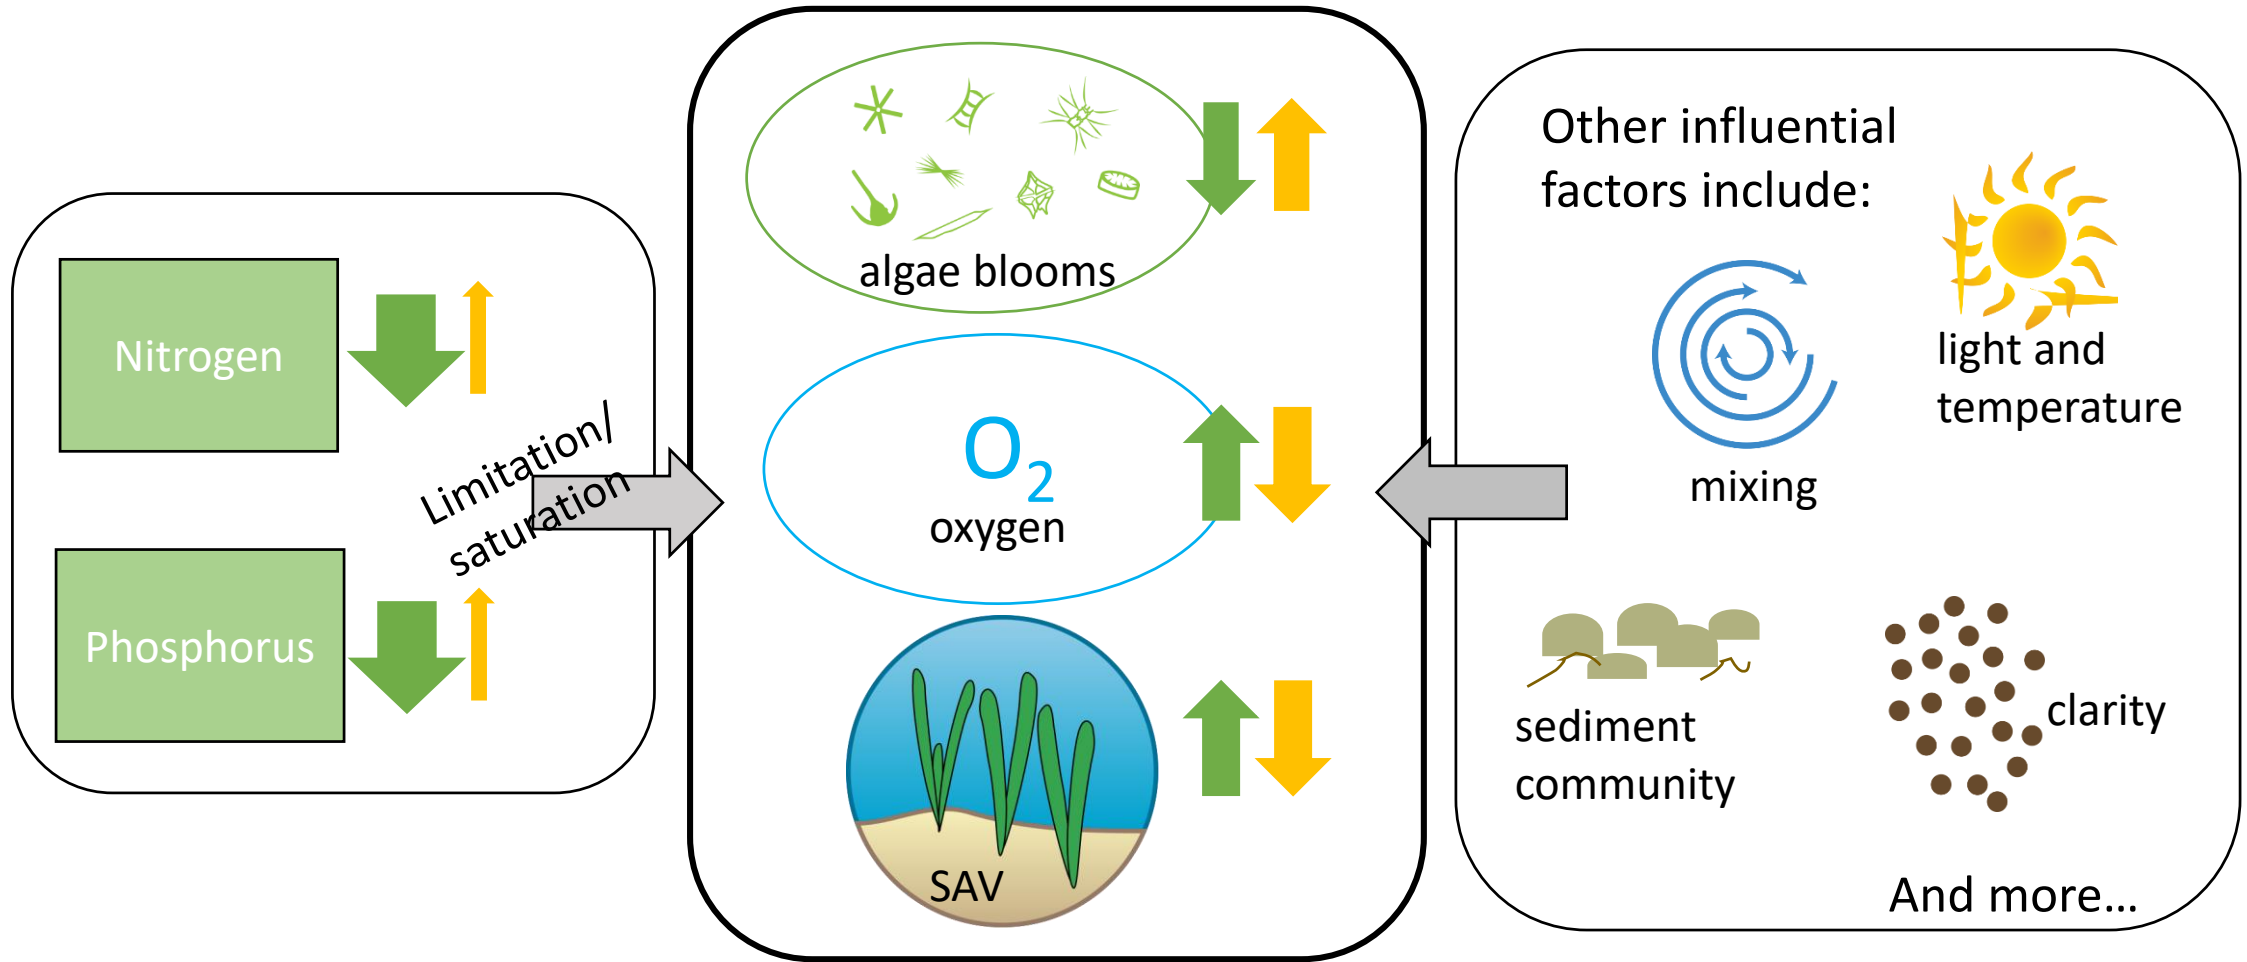 Nitrogen
Phosphorus
Limitation/
saturation
algae blooms
O₂
oxygen
SAV
Other influential
factors include:
light and
temperature
mixing
sediment
community
clarity
And more...